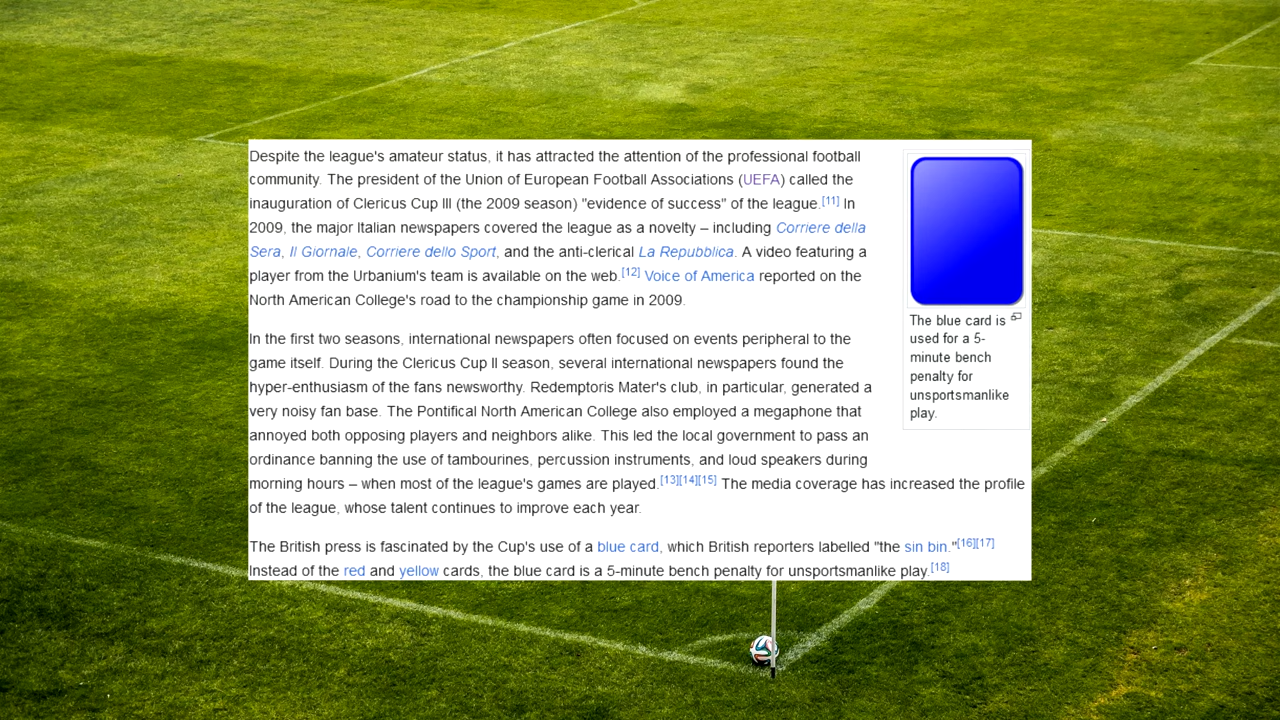 Despite the league's amateur status, it has attracted the attention of the professional football
community. The president of the Union of European Football Associations (UEFA) called the
inauguration of Clericus Cup III (the 2009 season) "evidence of success" of the league.[11] In
2009, the major Italian newspapers covered the league as a novelty – including Corriere della
Sera, Il Giornale, Corriere dello Sport, and the anti-clerical La Repubblica. A video featuring a
player from the Urbanium's team is available on the web.[12] Voice of America reported on the
North American College's road to the championship game in 2009.
In the first two seasons, international newspapers often focused on events peripheral to the
game itself. During the Clericus Cup II season, several international newspapers found the
hyper-enthusiasm of the fans newsworthy. Redemptoris Mater's club, in particular, generated a
very noisy fan base. The Pontifical North American College also employed a megaphone that
annoyed both opposing players and neighbors alike. This led the local government to pass an
ordinance banning the use of tambourines, percussion instruments, and loud speakers during
morning hours – when most of the league's games are played.[13][14][15] The media coverage has increased the profile
of the league, whose talent continues to improve each year.
The British press is fascinated by the Cup's use of a blue card, which British reporters labelled "the sin bin."[16][17]
Instead of the red and yellow cards, the blue card is a 5-minute bench penalty for unsportsmanlike play.[18]
The blue card is
used for a 5-
minute bench
penalty for
unsportsmanlike
play.